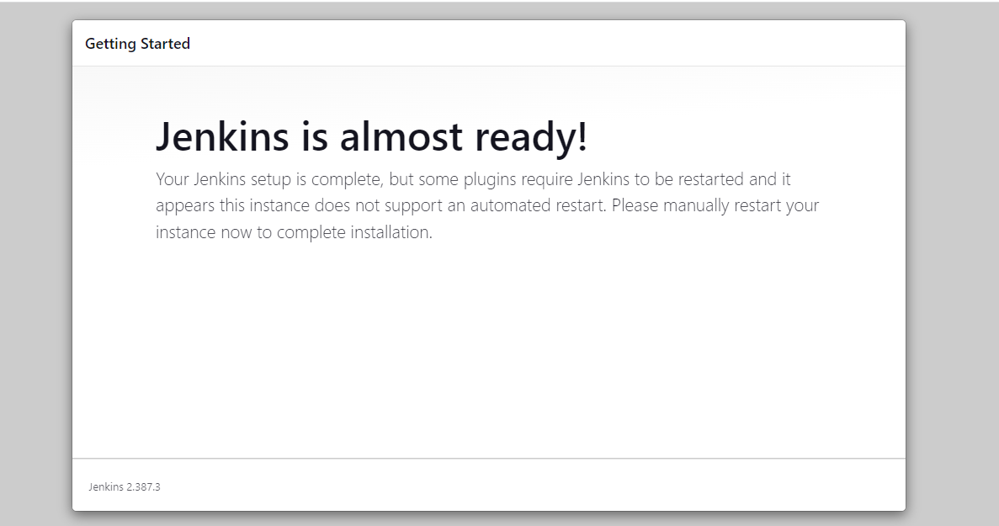 Getting Started
Jenkins is almost ready!
Your Jenkins setup is complete, but some plugins require Jenkins to be restarted and it
appears this instance does not support an automated restart. Please manually restart your
instance now to complete installation.
Jenkins 2.387.3